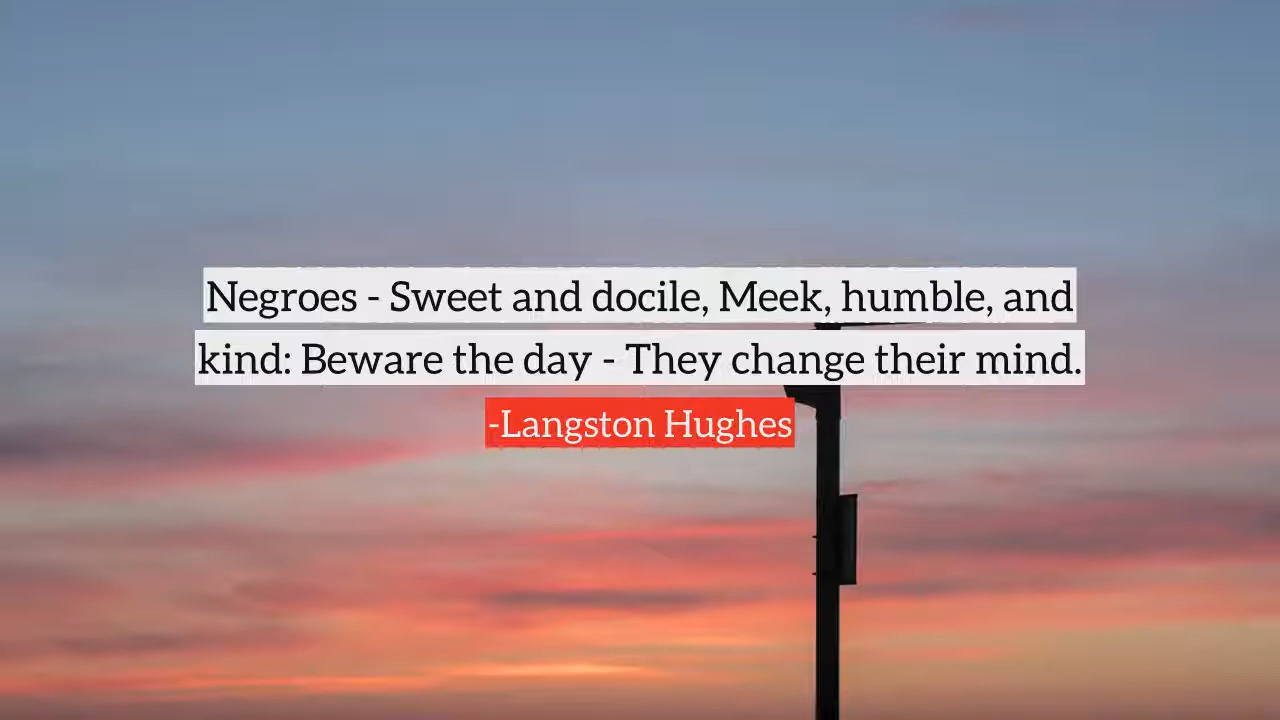 Negroes - Sweet and docile, Meek, humble, and
kind: Beware the day - They change their mind.
-Langston Hughes